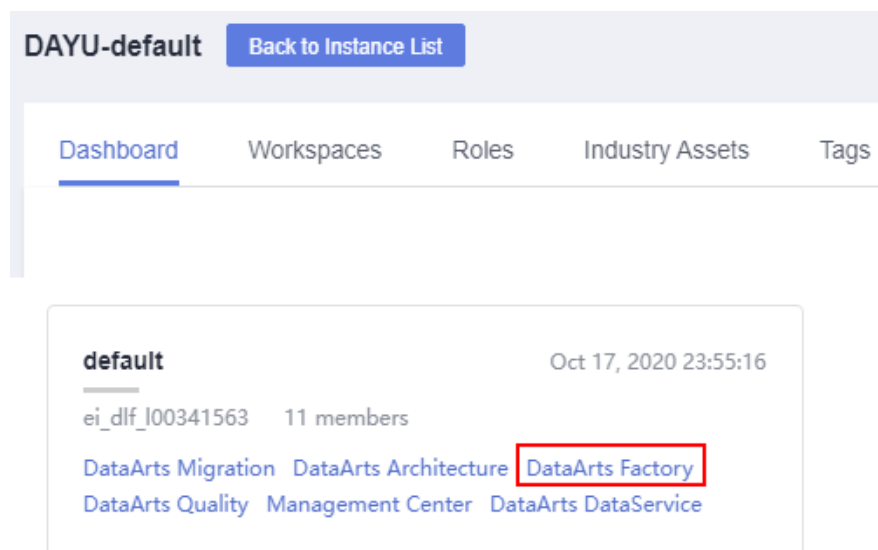 DAYU-default Back to Instance List
Dashboard Workspaces Roles Industry Assets Tags
default Oct 17, 2020 23:55:16
ei_dlf_l00341563 11 members
DataArts Migration DataArts Architecture DataArts Factory
DataArts Quality Management Center DataArts DataService